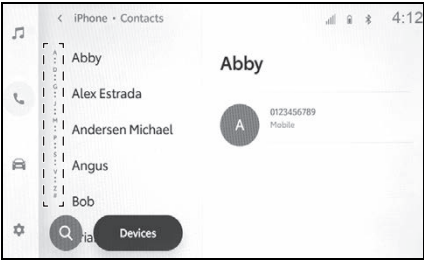 iPhone • Contacts
4:12
Abby
Alex Estrada
Andersen Michael
Angus
Bob
Devices
Abby
A
0123456789
Mobile